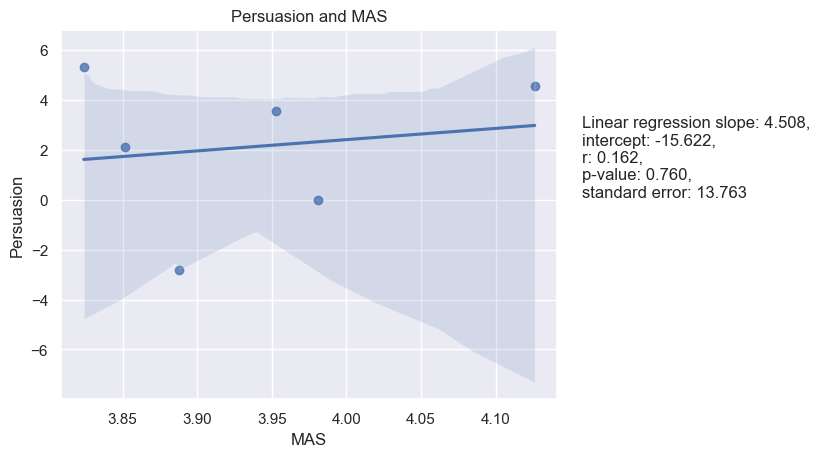 Persuasion and MAS
6
4
2
0
−2
−4
−6
Persuasion
3.85 3.90 3.95 4.00 4.05 4.10
MAS
Linear regression slope: 4.508,
intercept: -15.622,
r: 0.162,
p-value: 0.760,
standard error: 13.763